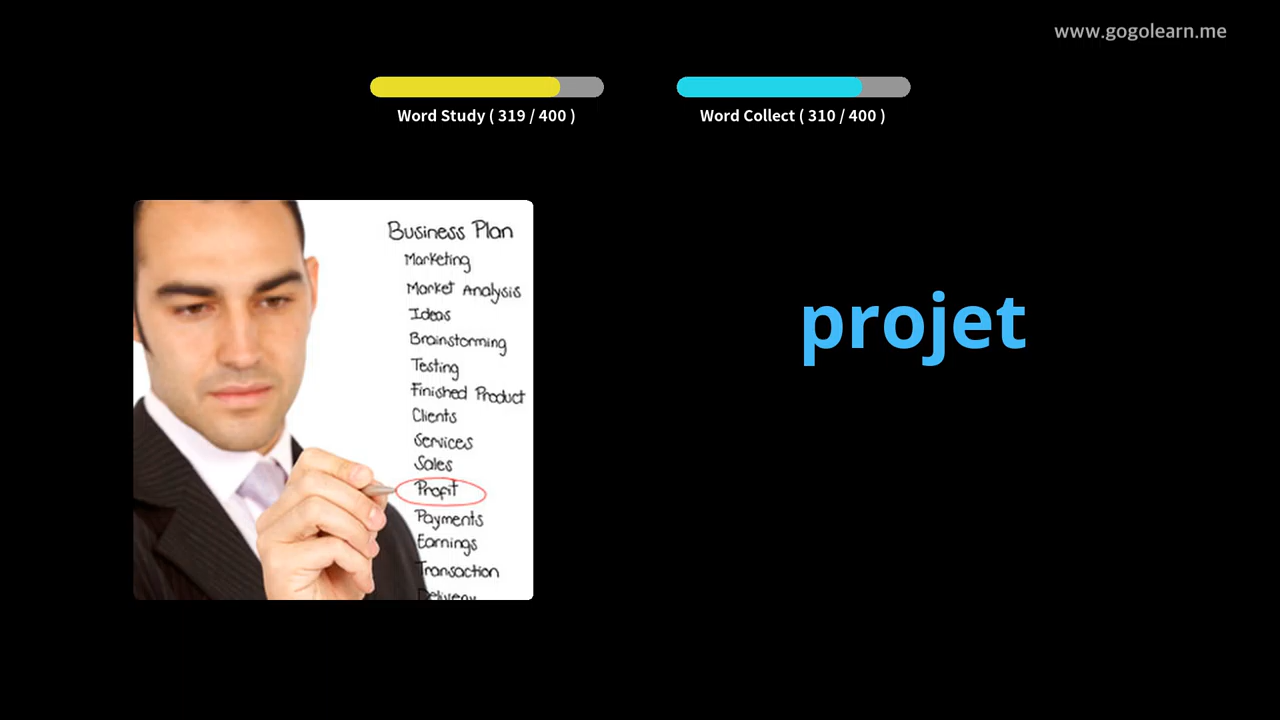 www.gogolearn.me
Word Study ( 319 / 400 )
Word Collect ( 310 / 400 )
Business Plan
Marketing
Market Analysis
Ideas
Brainstorming
Testing
Finished Product
Clients
Services
Sales
Profit
Payments
Earnings
Transaction
Delivery
projet